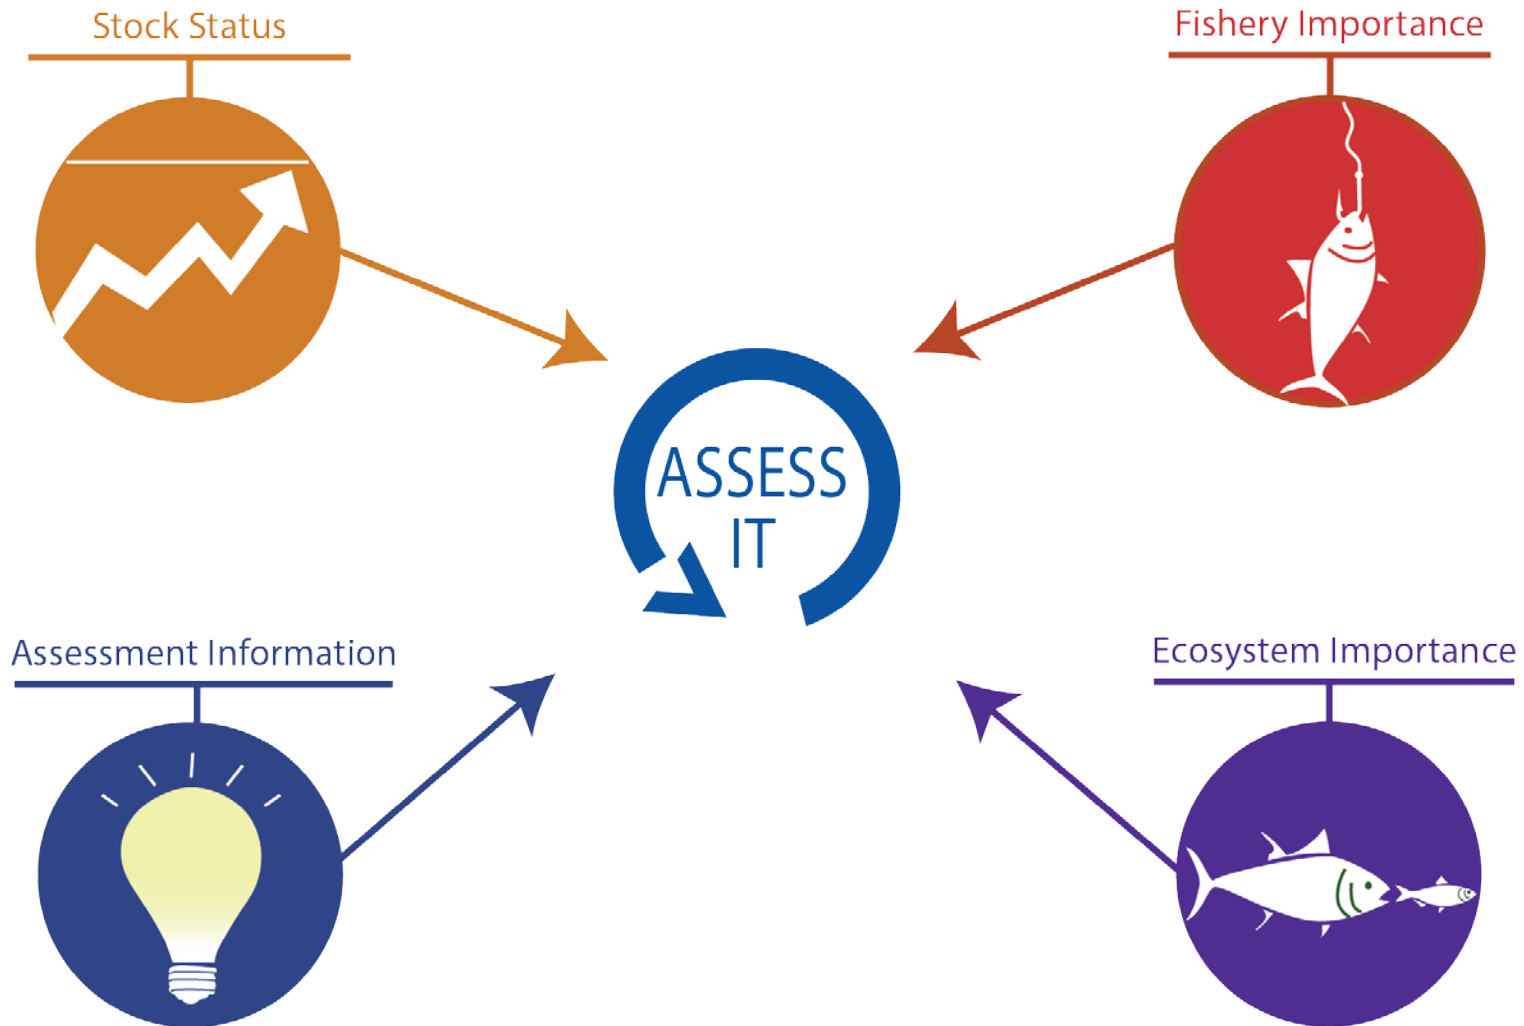 Stock Status
Fishery Importance
ASSESS
IT
Assessment Information
Ecosystem Importance